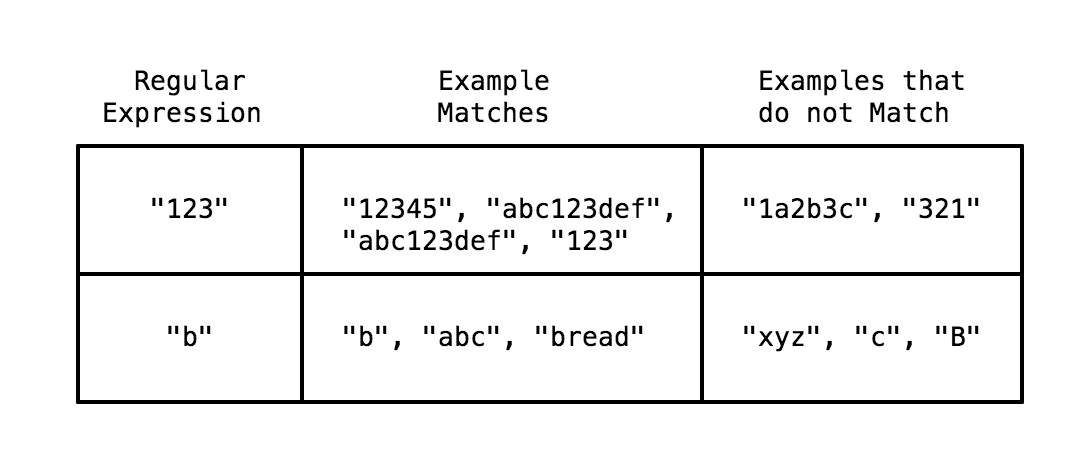 Regular Expression
Example Matches
Examples that do not Match
"123"
"12345", "abc123def",
"abc123def", "123"
"1a2b3c", "321"
"b"
"b", "abc", "bread"
"xyz", "c", "B"